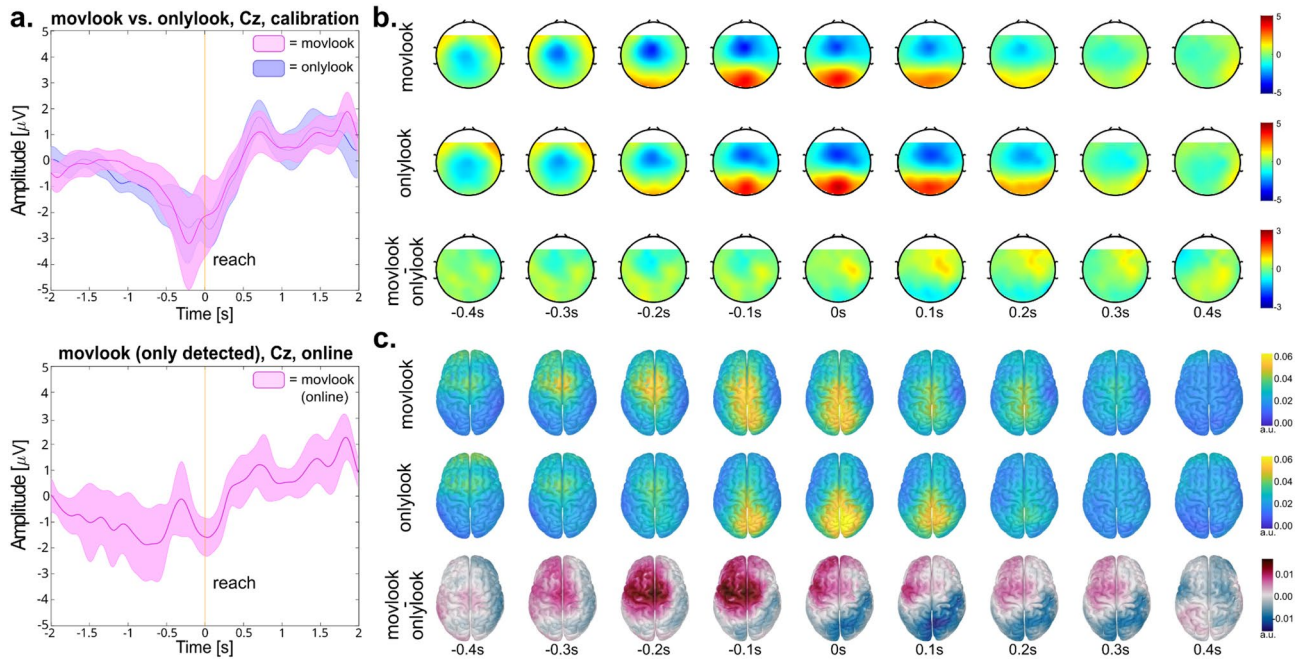 a.
movlook vs. onlylook, Cz, calibration
= movlook
= onlylook
Amplitude [μV]
5
4
3
2
1
0
-1
-2
-3
-4
-5
reach
-2 -1.5 -1 -0.5 0 0.5 1 1.5 2
Time [s]
movlook (only detected), Cz, online
= movlook
(online)
Amplitude [μV]
5
4
3
2
1
0
-1
-2
-3
-4
-5
reach
-2 -1.5 -1 -0.5 0 0.5 1 1.5 2
Time [s]
b.
movlook
5
0
-5
onlylook
5
0
-5
movlook
-
onlylook
3
0
-3
-0.4s -0.3s -0.2s -0.1s 0s 0.1s 0.2s 0.3s 0.4s
c.
movlook
0.06
0.04
0.02
0.00
a.u.
onlylook
0.06
0.04
0.02
0.00
a.u.
movlook
-
onlylook
0.01
0.00
-0.01
a.u.
-0.4s -0.3s -0.2s -0.1s 0s 0.1s 0.2s 0.3s 0.4s